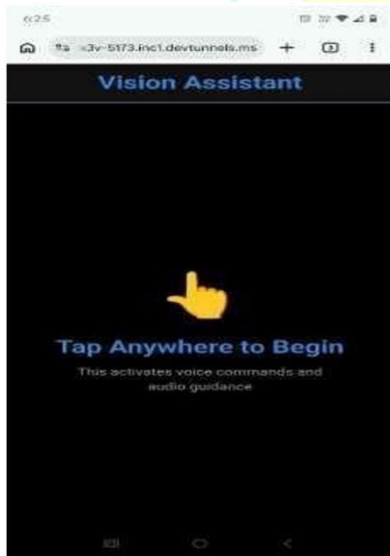 6:25
x3v-5173.inc1.devtunnels.ms
Vision Assistant
Tap Anywhere to Begin
This activates voice commands and
audio guidance